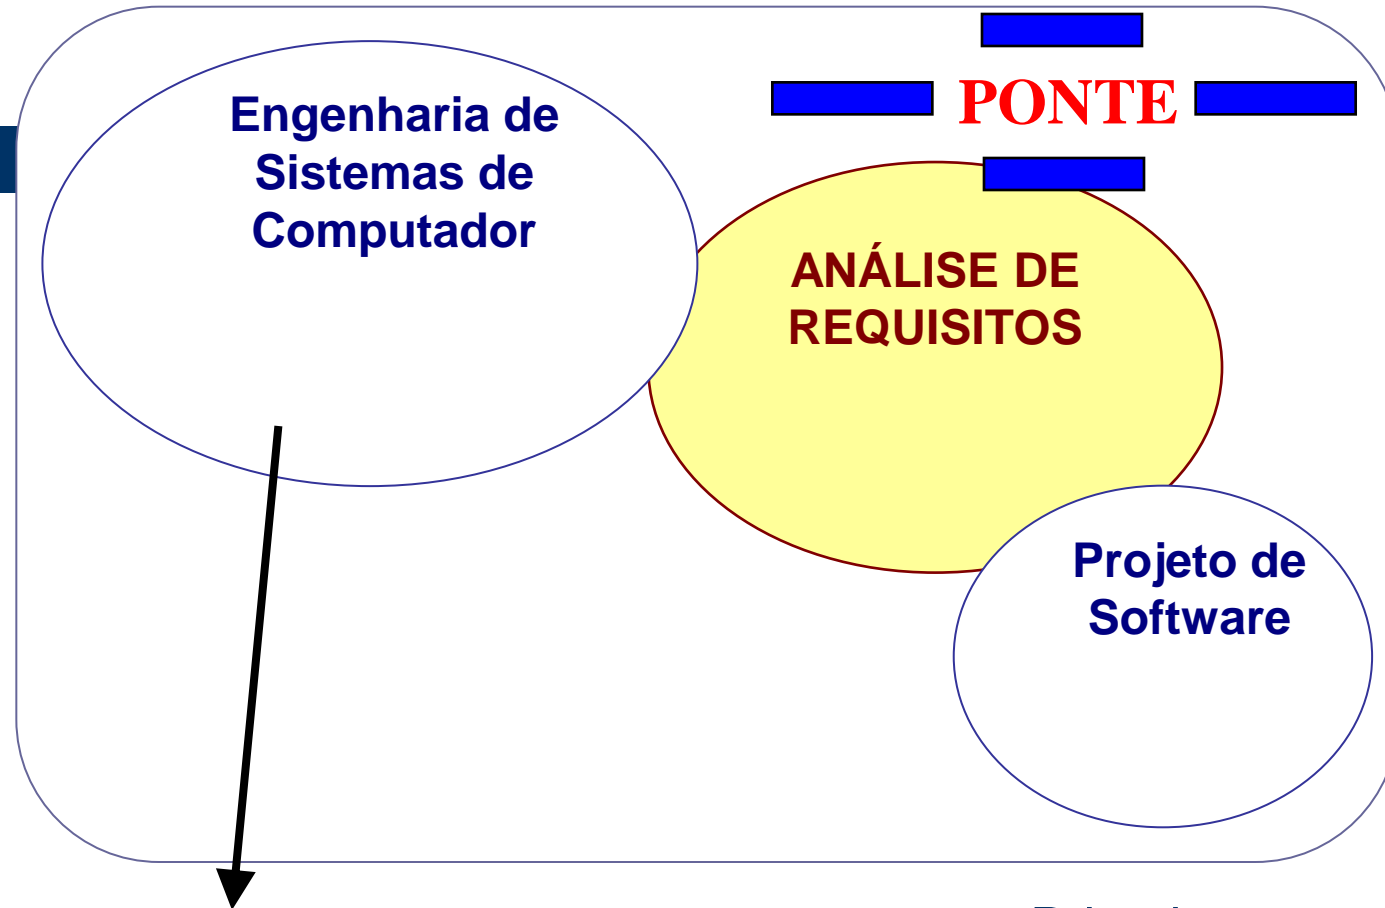 PONTE
Engenharia de
Sistemas de
Computador
ANÁLISE DE
REQUISITOS
Projeto de
Software